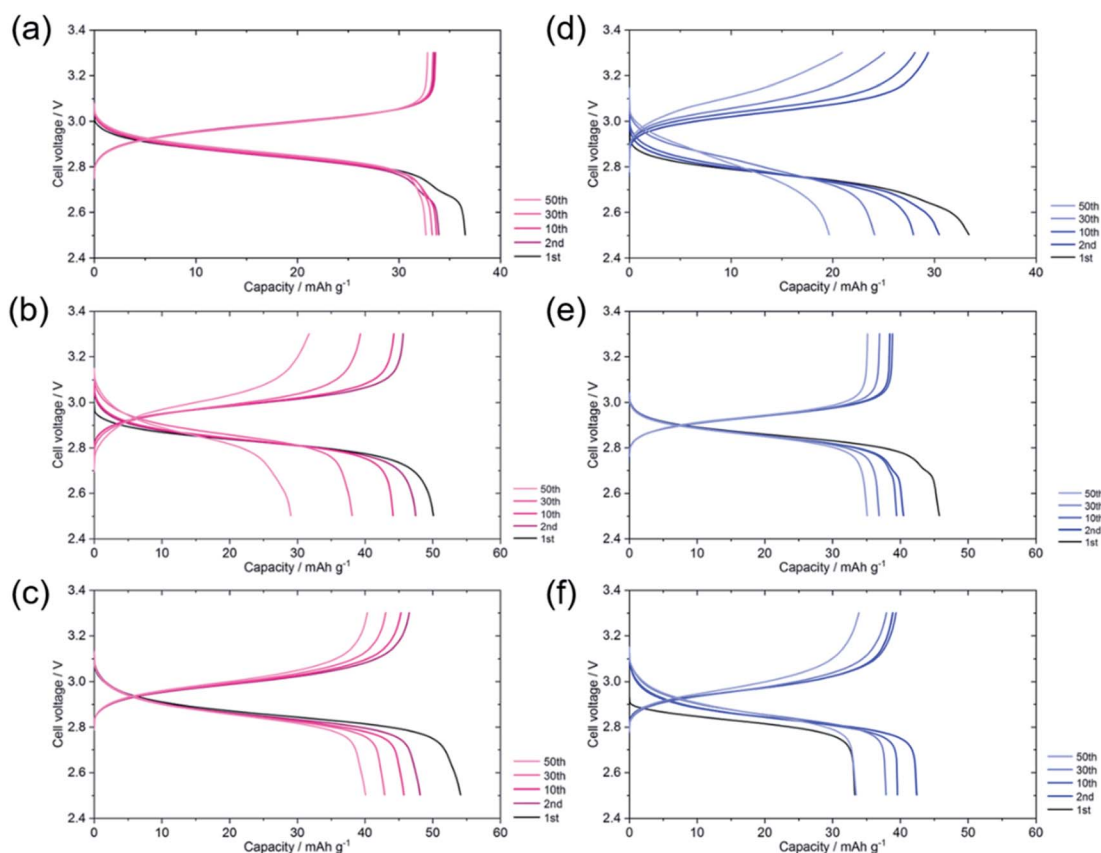 (a)
3.4
3.2
3.0
2.8
2.6
2.4
Cell voltage / V
0 10 20 30 40
Capacity / mAh g⁻¹
50th
30th
10th
2nd
1st
(b)
3.4
3.2
3.0
2.8
2.6
2.4
Cell voltage / V
0 10 20 30 40 50 60
Capacity / mAh g⁻¹
50th
30th
10th
2nd
1st
(c)
3.4
3.2
3.0
2.8
2.6
2.4
Cell voltage / V
0 10 20 30 40 50 60
Capacity / mAh g⁻¹
50th
30th
10th
2nd
1st
(d)
3.4
3.2
3.0
2.8
2.6
2.4
Cell voltage / V
0 10 20 30 40
Capacity / mAh g⁻¹
50th
30th
10th
2nd
1st
(e)
3.4
3.2
3.0
2.8
2.6
2.4
Cell voltage / V
0 10 20 30 40 50 60
Capacity / mAh g⁻¹
50th
30th
10th
2nd
1st
(f)
3.4
3.2
3.0
2.8
2.6
2.4
Cell voltage / V
0 10 20 30 40 50 60
Capacity / mAh g⁻¹
50th
30th
10th
2nd
1st